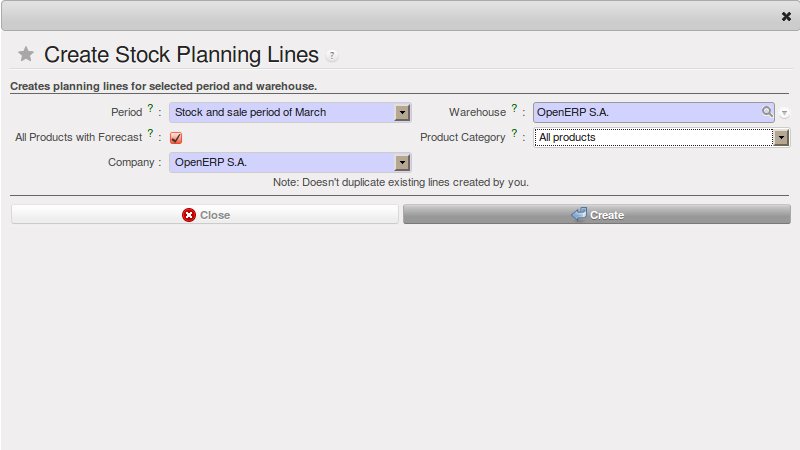 Create Stock Planning Lines ?
Creates planning lines for selected period and warehouse.
Period ? : Stock and sale period of March Warehouse ? : OpenERP S.A.
All Products with Forecast ? : Product Category ? : All products
Company : OpenERP S.A.
Note: Doesn't duplicate existing lines created by you.
Close Create